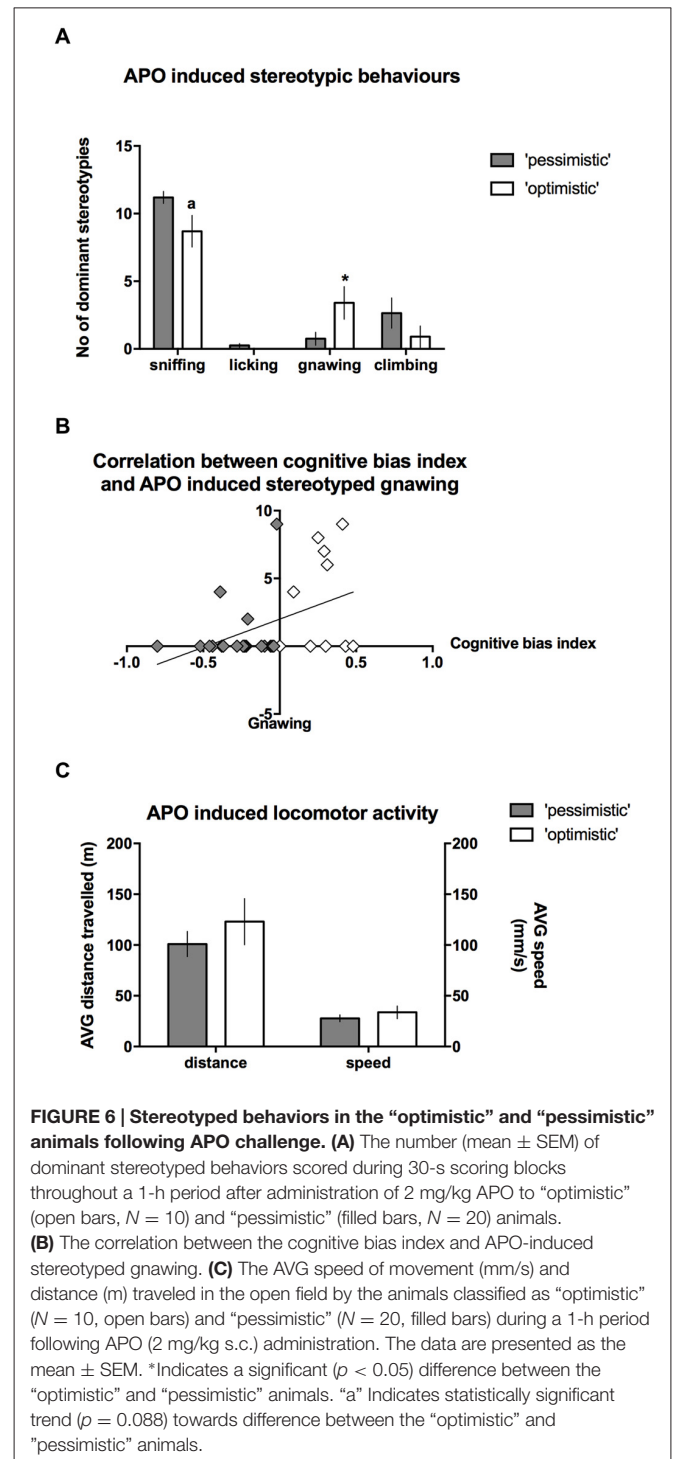 A
APO induced stereotypic behaviours
No of dominant stereotypies
15
10
5
0
sniffing licking gnawing climbing
a
*
'pessimistic'
'optimistic'
B
Correlation between cognitive bias index
and APO induced stereotyped gnawing
10
5
-5
-1.0 -0.5 0.5 1.0
Cognitive bias index
Gnawing
C
APO induced locomotor activity
'pessimistic'
'optimistic'
AVG distance travelled (m)
200
150
100
50
0
200
150
100
50
0
AVG speed
(mm/s)
distance speed
FIGURE 6 | Stereotyped behaviors in the “optimistic” and “pessimistic”
animals following APO challenge. (A) The number (mean ± SEM) of
dominant stereotyped behaviors scored during 30-s scoring blocks
throughout a 1-h period after administration of 2 mg/kg APO to “optimistic”
(open bars, N = 10) and “pessimistic” (filled bars, N = 20) animals.
(B) The correlation between the cognitive bias index and APO-induced
stereotyped gnawing. (C) The AVG speed of movement (mm/s) and
distance (m) traveled in the open field by the animals classified as “optimistic”
(N = 10, open bars) and “pessimistic” (N = 20, filled bars) during a 1-h period
following APO (2 mg/kg s.c.) administration. The data are presented as the
mean ± SEM. *Indicates a significant (p < 0.05) difference between the
“optimistic” and “pessimistic” animals. “a” Indicates statistically significant
trend (p = 0.088) towards difference between the “optimistic” and
”pessimistic” animals.